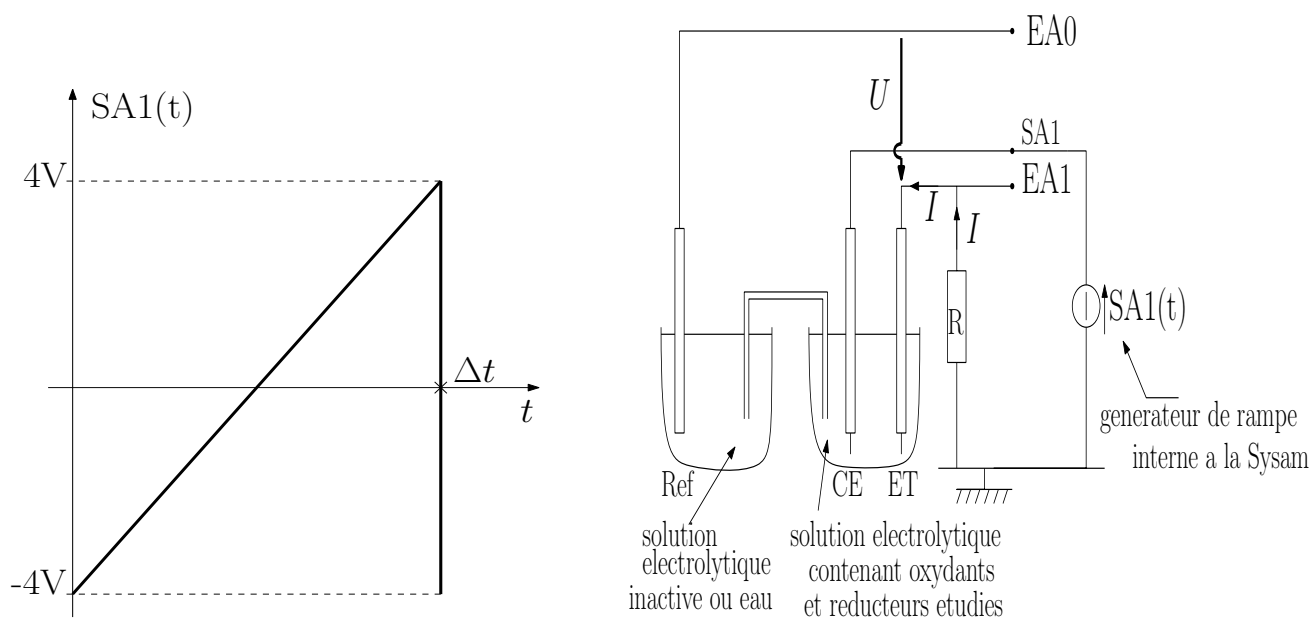 SA1(t)
4V
Δt
t
-4V
EA0
U
SA1
EA1
I
I
R
SA1(t)
generateur de rampe
interne a la Sysam
Ref
CE
ET
solution
electrolytique
inactive ou eau
solution electrolytique
contenant oxydants
et reducteurs etudies